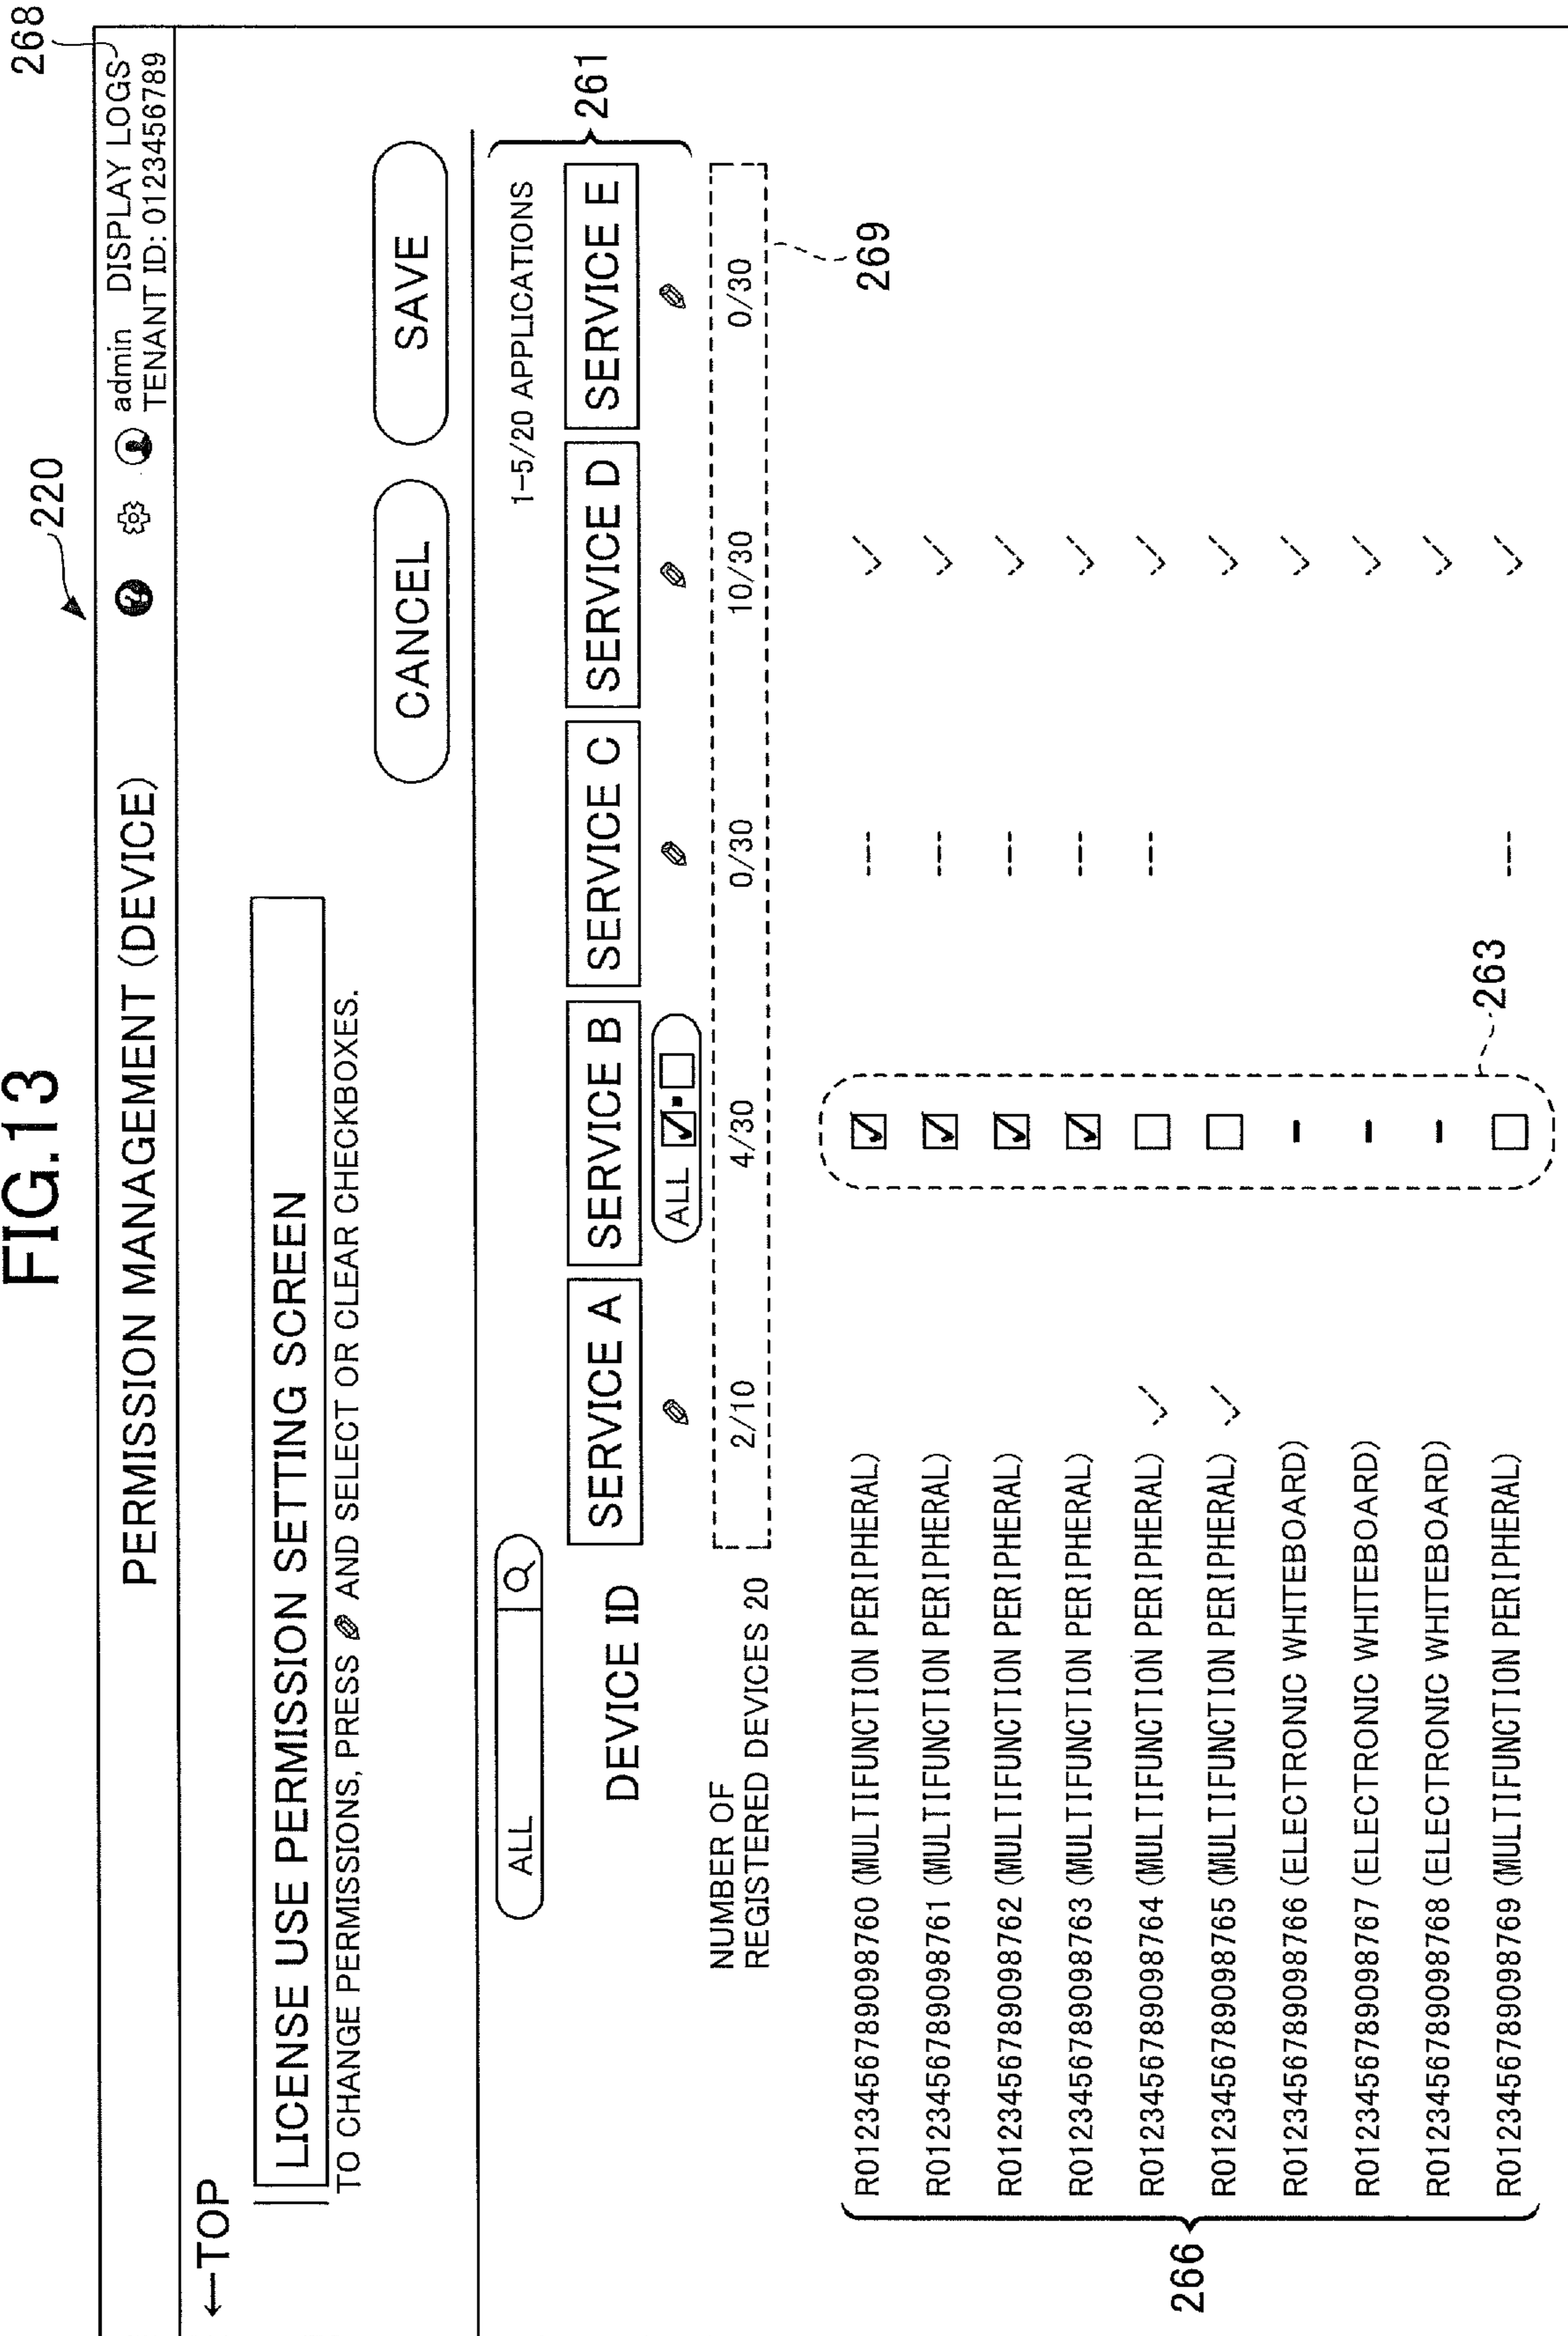 FIG.13
220
268
PERMISSION MANAGEMENT (DEVICE)
? admin DISPLAY LOGS
TENANT ID: 0123456789
←TOP
LICENSE USE PERMISSION SETTING SCREEN
TO CHANGE PERMISSIONS, PRESS AND SELECT OR CLEAR CHECKBOXES.
CANCEL SAVE
ALL
1-5/20 APPLICATIONS
261
DEVICE ID SERVICE A SERVICE B SERVICE C SERVICE D SERVICE E
ALL
NUMBER OF
REGISTERED DEVICES 20 2/10 4/30 0/30 10/30 0/30
269
R0123456789098760 (MULTIFUNCTION PERIPHERAL) ---
R0123456789098761 (MULTIFUNCTION PERIPHERAL) ---
R0123456789098762 (MULTIFUNCTION PERIPHERAL) ---
R0123456789098763 (MULTIFUNCTION PERIPHERAL) ---
R0123456789098764 (MULTIFUNCTION PERIPHERAL) ---
R0123456789098765 (MULTIFUNCTION PERIPHERAL)
R0123456789098766 (ELECTRONIC WHITEBOARD) -
R0123456789098767 (ELECTRONIC WHITEBOARD) -
R0123456789098768 (ELECTRONIC WHITEBOARD) -
R0123456789098769 (MULTIFUNCTION PERIPHERAL) ---
266
263